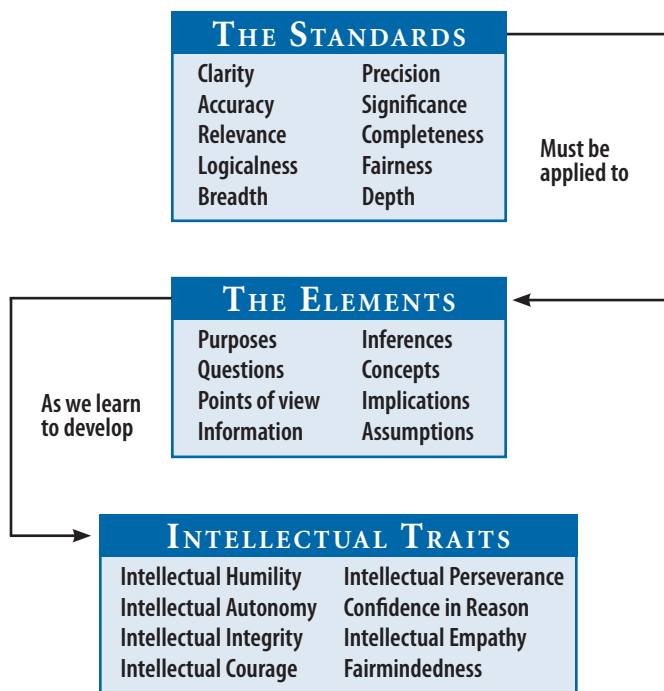 THE STANDARDS
Clarity Precision
Accuracy Significance
Relevance Completeness
Logicalness Fairness
Breadth Depth
Must be
applied to
THE ELEMENTS
Purposes Inferences
Questions Concepts
Points of view Implications
Information Assumptions
As we learn
to develop
INTELLECTUAL TRAITS
Intellectual Humility Intellectual Perseverance
Intellectual Autonomy Confidence in Reason
Intellectual Integrity Intellectual Empathy
Intellectual Courage Fairmindedness